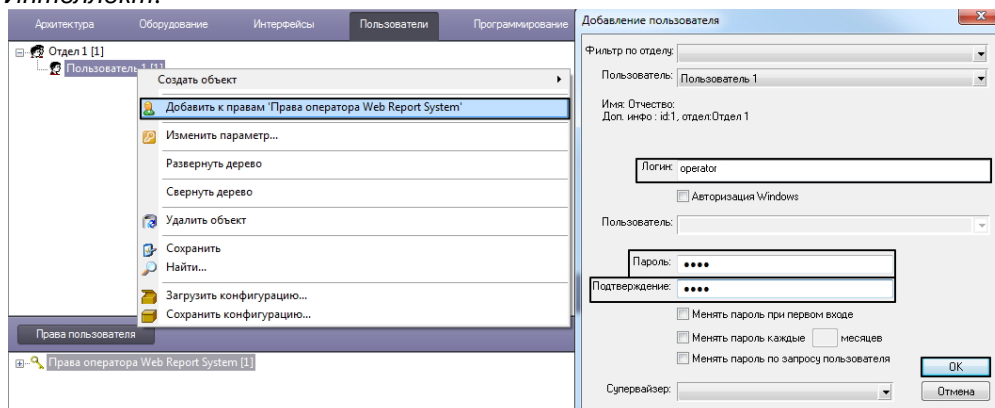 Интеллект.
Архитектура Оборудование Интерфейсы Пользователи Программирование
Отдел 1 [1]
Пользователь 1 [1]
Создать объект
Добавить к правам 'Права оператора Web Report System'
Изменить параметр...
Развернуть дерево
Свернуть дерево
Удалить объект
Сохранить
Найти...
Загрузить конфигурацию...
Сохранить конфигурацию...
Права пользователя
Права оператора Web Report System [1]
Добавление пользователя
Фильтр по отделу:
Пользователь: Пользователь 1
Имя: Отчество:
Доп. инфо : id:1, отдел:Отдел 1
Логин: operator
Авторизация Windows
Пользователь:
Пароль: ••••
Подтверждение: ••••
Менять пароль при первом входе
Менять пароль каждые месяцев
Менять пароль по запросу пользователя
OK
Супервайзер:
Отмена